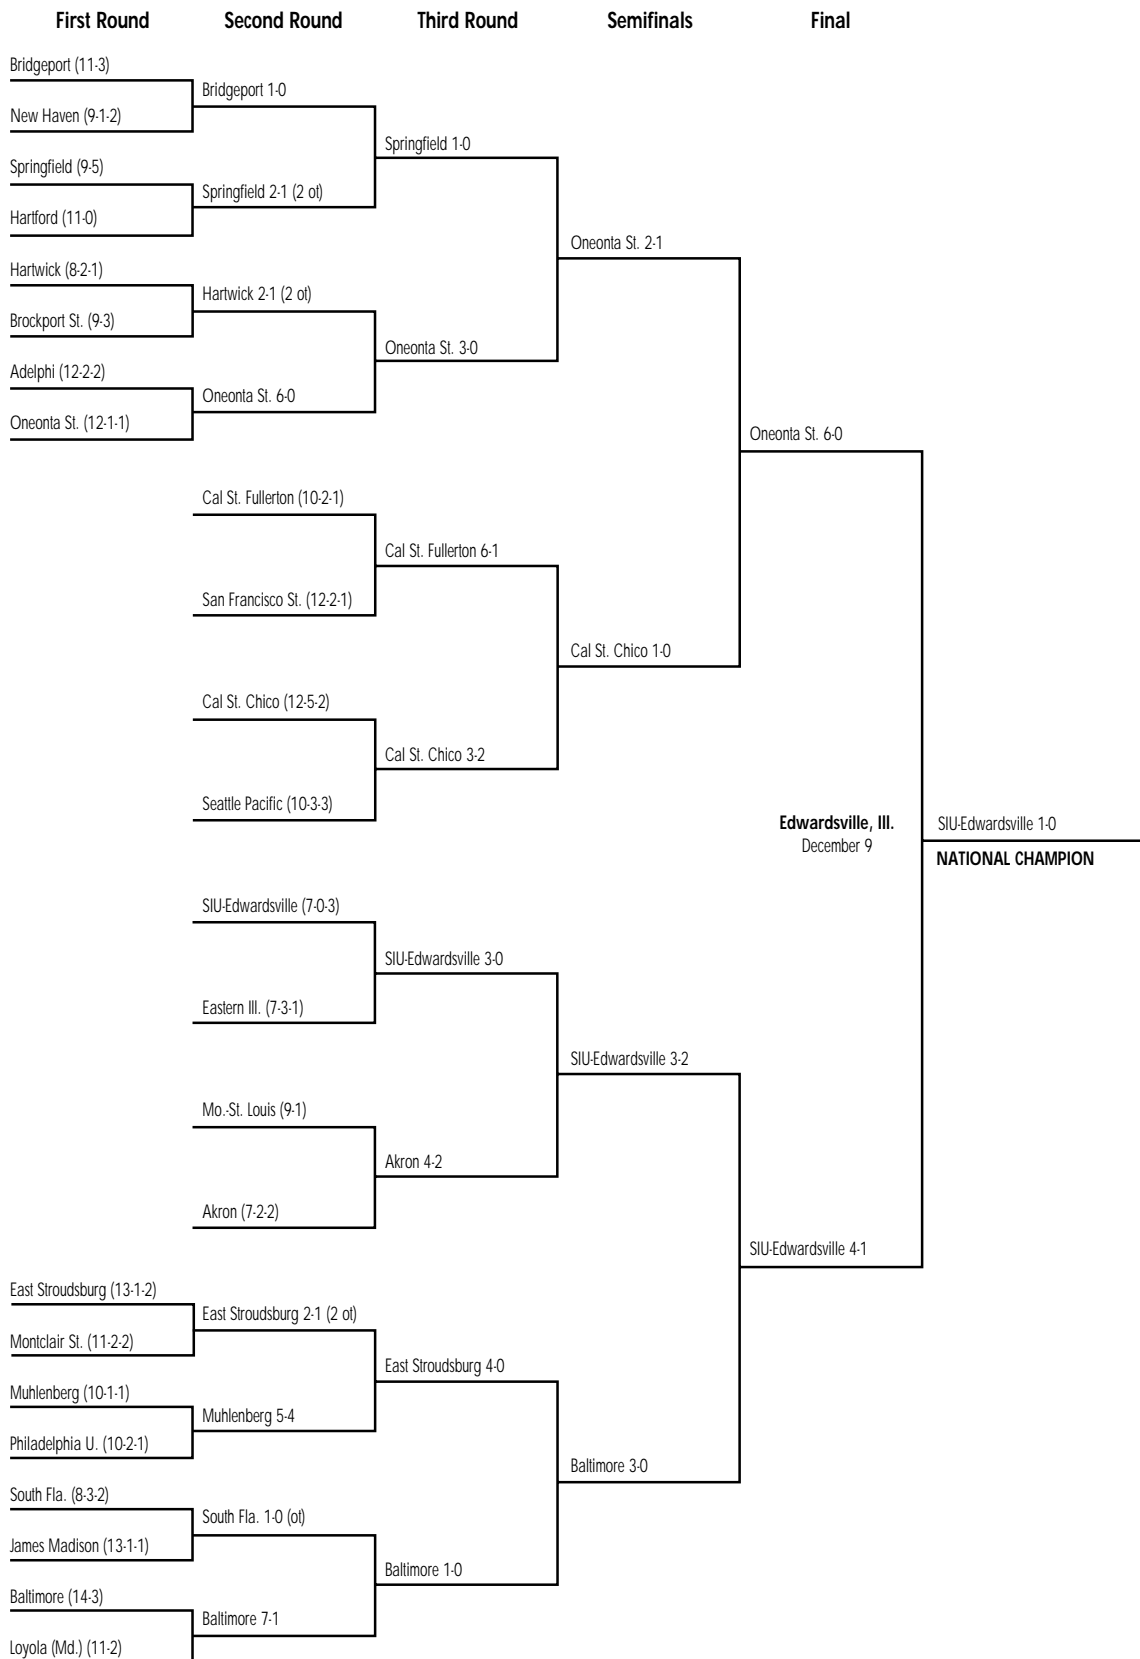 First Round
Second Round
Third Round
Semifinals
Final
Bridgeport (11-3)
Bridgeport 1-0
New Haven (9-1-2)
Springfield 1-0
Springfield (9-5)
Springfield 2-1 (2 ot)
Hartford (11-0)
Oneonta St. 2-1
Hartwick (8-2-1)
Hartwick 2-1 (2 ot)
Brockport St. (9-3)
Oneonta St. 3-0
Adelphi (12-2-2)
Oneonta St. 6-0
Oneonta St. (12-1-1)
Oneonta St. 6-0
Cal St. Fullerton (10-2-1)
Cal St. Fullerton 6-1
San Francisco St. (12-2-1)
Cal St. Chico 1-0
Cal St. Chico (12-5-2)
Cal St. Chico 3-2
Seattle Pacific (10-3-3)
Edwardsville, Ill.
December 9
SIU-Edwardsville 1-0
NATIONAL CHAMPION
SIU-Edwardsville (7-0-3)
SIU-Edwardsville 3-0
Eastern Ill. (7-3-1)
SIU-Edwardsville 3-2
Mo.-St. Louis (9-1)
Akron 4-2
Akron (7-2-2)
SIU-Edwardsville 4-1
East Stroudsburg (13-1-2)
East Stroudsburg 2-1 (2 ot)
Montclair St. (11-2-2)
East Stroudsburg 4-0
Muhlenberg (10-1-1)
Muhlenberg 5-4
Philadelphia U. (10-2-1)
Baltimore 3-0
South Fla. (8-3-2)
South Fla. 1-0 (ot)
James Madison (13-1-1)
Baltimore 1-0
Baltimore (14-3)
Baltimore 7-1
Loyola (Md.) (11-2)